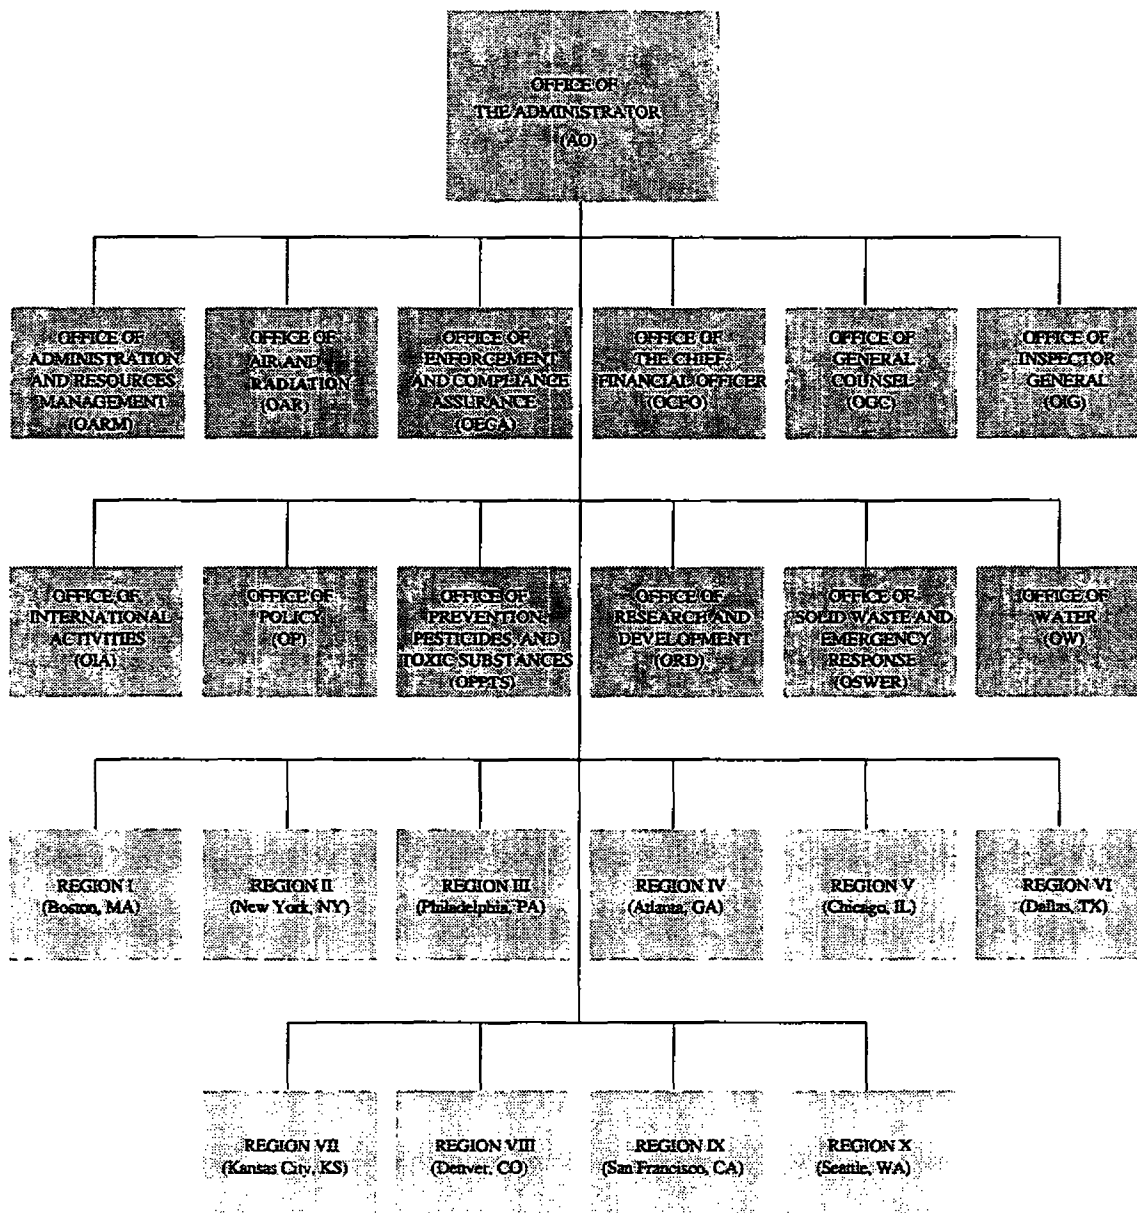 OFFICE OF
THE ADMINISTRATOR
(AO)
OFFICE OF
ADMINISTRATION
AND RESOURCES
MANAGEMENT
(OARM)
OFFICE OF
AIR AND
RADIATION
(OAR)
OFFICE OF
ENFORCEMENT
AND COMPLIANCE
ASSURANCE
(OECA)
OFFICE OF
THE CHIEF
FINANCIAL OFFICER
(OCFO)
OFFICE OF
GENERAL
COUNSEL
(OGC)
OFFICE OF
INSPECTOR
GENERAL
(OIG)
OFFICE OF
INTERNATIONAL
ACTIVITIES
(OIA)
OFFICE OF
POLICY
(OP)
OFFICE OF
PREVENTION,
PESTICIDES, AND
TOXIC SUBSTANCES
(OPPTS)
OFFICE OF
RESEARCH AND
DEVELOPMENT
(ORD)
OFFICE OF
SOLID WASTE AND
EMERGENCY
RESPONSE
(OSWER)
OFFICE OF
WATER
(OW)
REGION I
(Boston, MA)
REGION II
(New York, NY)
REGION III
(Philadelphia, PA)
REGION IV
(Atlanta, GA)
REGION V
(Chicago, IL)
REGION VI
(Dallas, TX)
REGION VII
(Kansas City, KS)
REGION VIII
(Denver, CO)
REGION IX
(San Francisco, CA)
REGION X
(Seattle, WA)